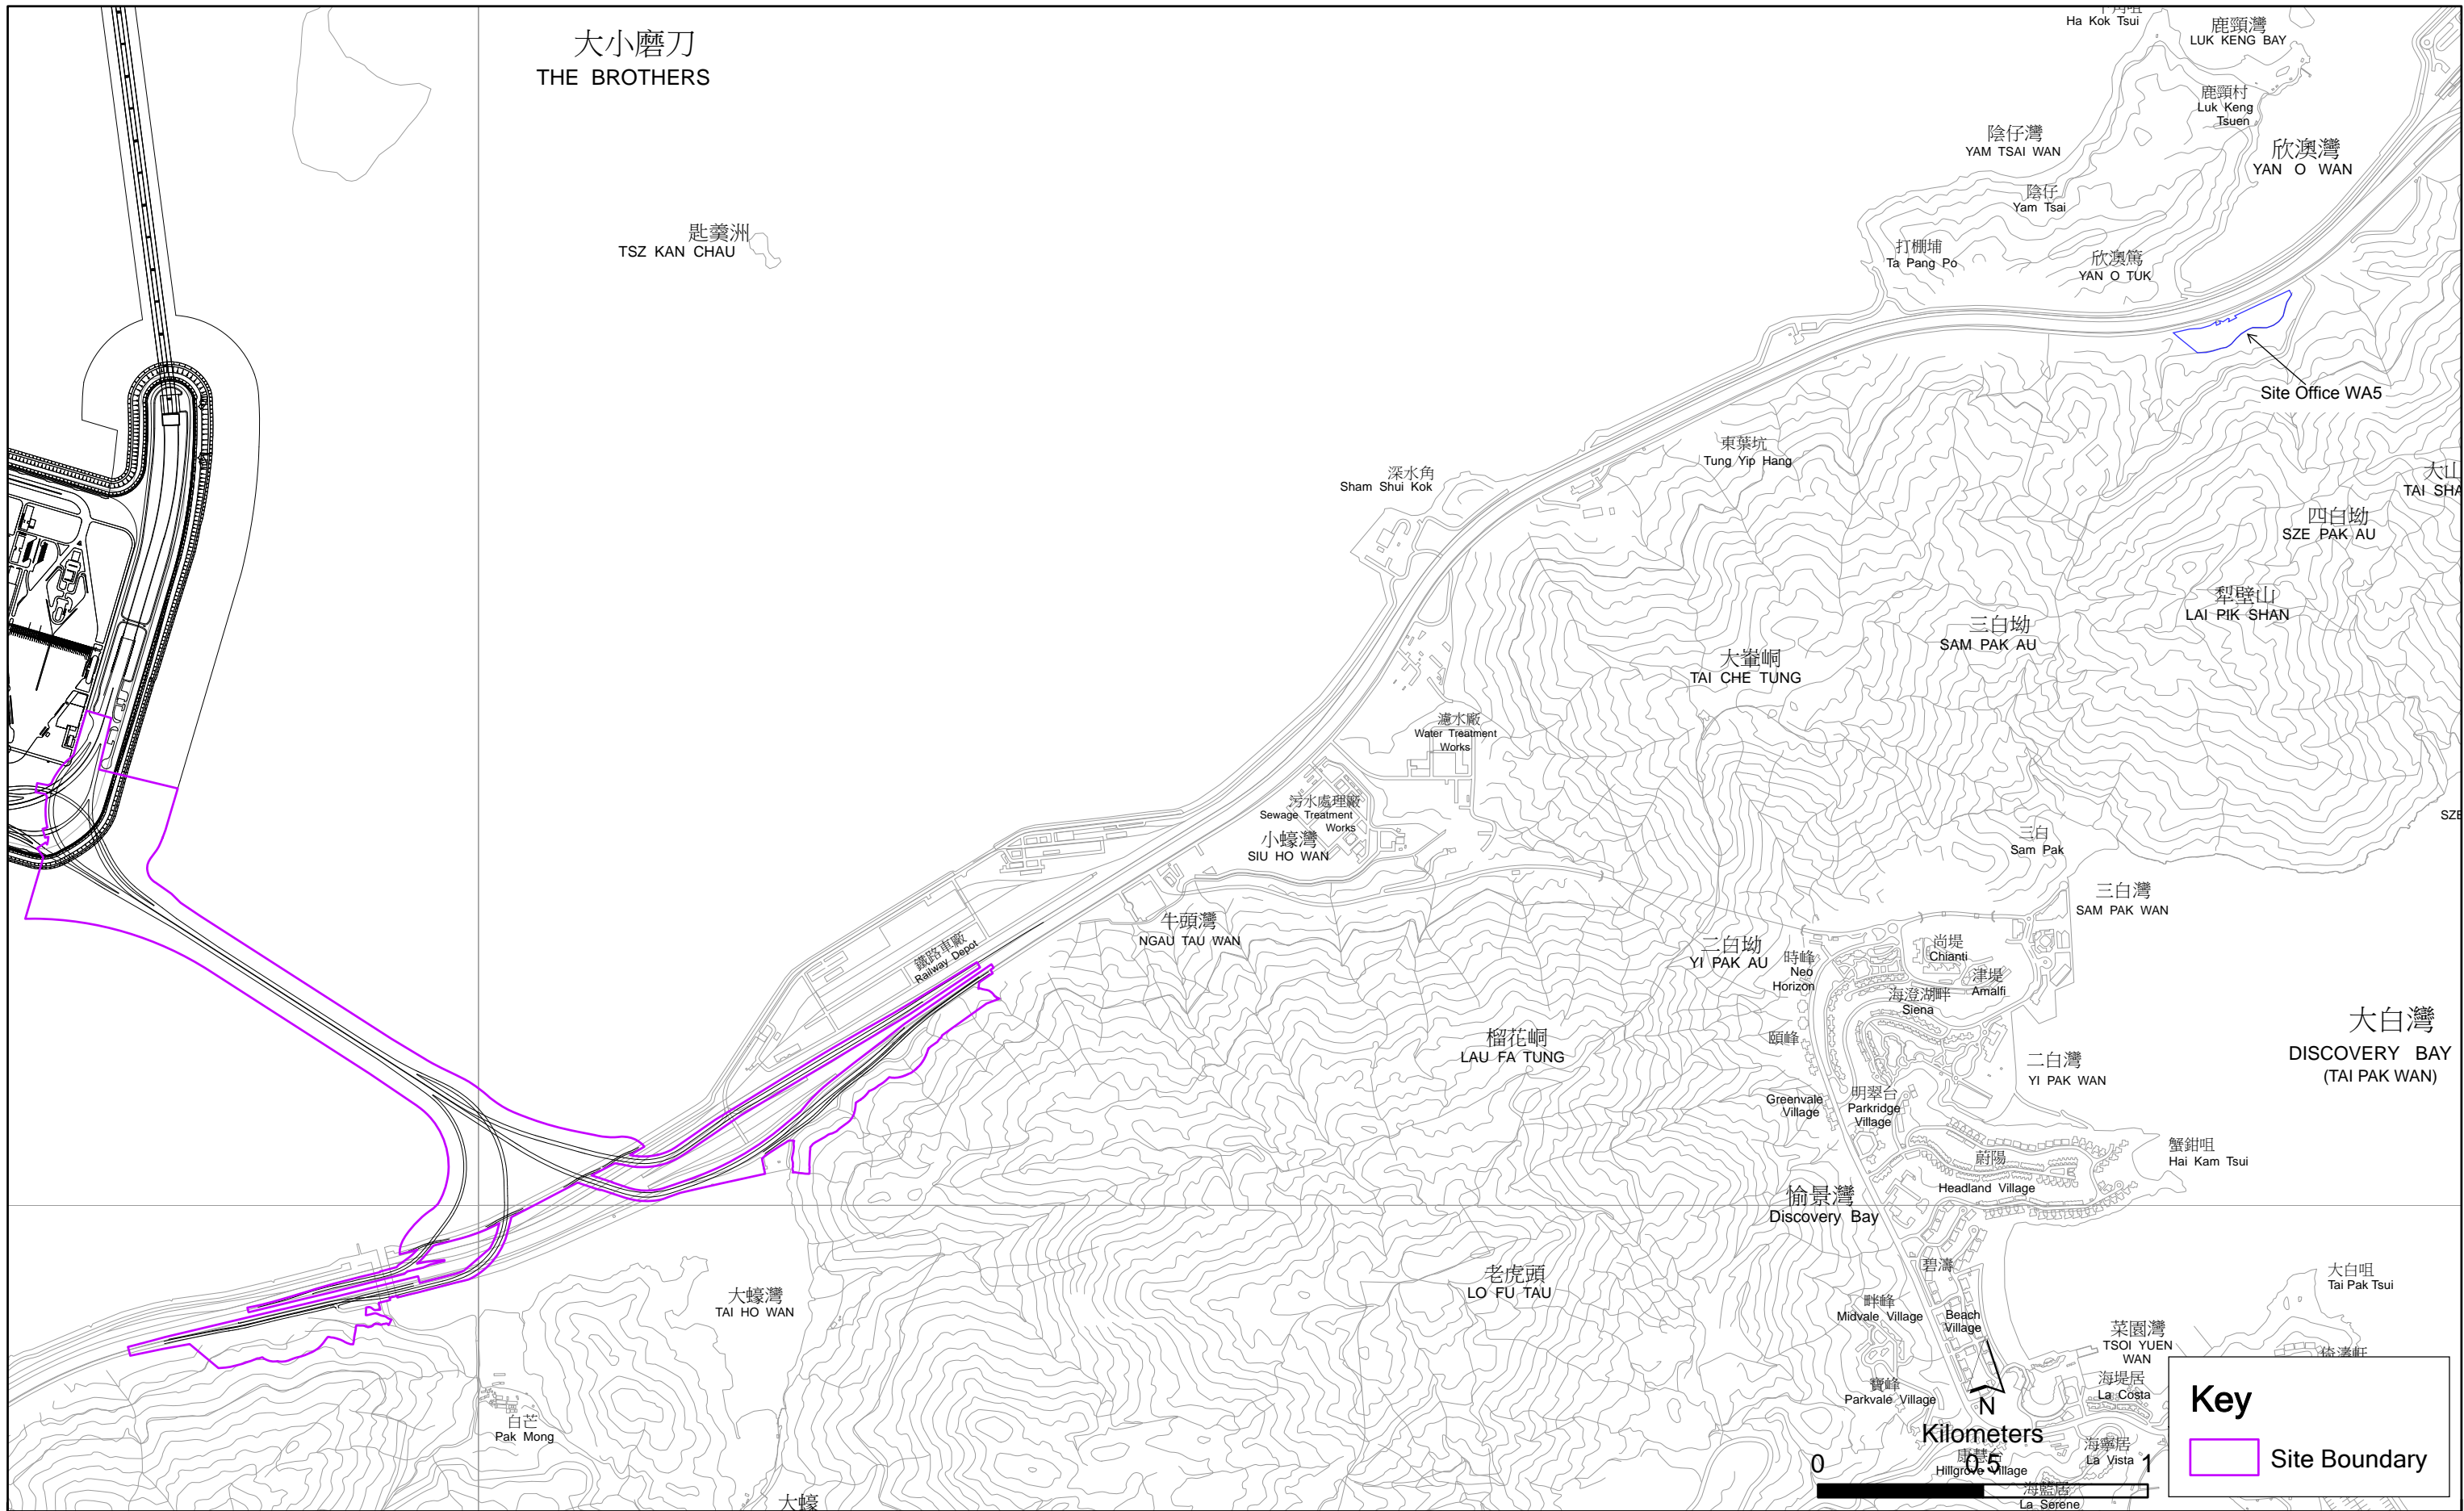 大小磨刀
THE BROTHERS
Ha Kok Tsui
鹿頸灣
LUK KENG BAY
鹿頸村
Luk Keng
Tsuen
陰仔灣
YAM TSAI WAN
欣澳灣
YAN O WAN
陰仔
Yam Tsai
匙羹洲
TSZ KAN CHAU
打棚埔
Ta Pang Po
欣澳篤
YAN O TUK
Site Office WA5
東葉坑
Tung Yip Hang
深水角
Sham Shui Kok
大山
TAI SHA
四白坳
SZE PAK AU
犁壁山
LAI PIK SHAN
三白坳
SAM PAK AU
大輋峒
TAI CHE TUNG
濾水廠
Water Treatment
Works
污水處理廠
Sewage Treatment
Works
小蠔灣
SIU HO WAN
SZE
三白
Sam Pak
三白灣
SAM PAK WAN
牛頭灣
NGAU TAU WAN
鐵路車廠
Railway Depot
二白坳
YI PAK AU
時峰
Neo
Horizon
尚堤
Chianti
津堤
Amalfi
海澄湖畔
Siena
大白灣
DISCOVERY BAY
(TAI PAK WAN)
榴花峒
LAU FA TUNG
頤峰
二白灣
YI PAK WAN
Greenvale
Village
明翠台
Parkridge
Village
蟹鉗咀
Hai Kam Tsui
蔚陽
Headland Village
愉景灣
Discovery Bay
碧濤
Beach
Village
老虎頭
LO FU TAU
大白咀
Tai Pak Tsui
大蠔灣
TAI HO WAN
畔峰
Midvale Village
菜園灣
TSOI YUEN
WAN
海堤居
La Costa
寶峰
Parkvale Village
白芒
Pak Mong
N
Kilometers
0 0.5 1
Hillgrove Village
海寧居
La Vista
海藍居
La Serene
大蠔
Key
Site Boundary